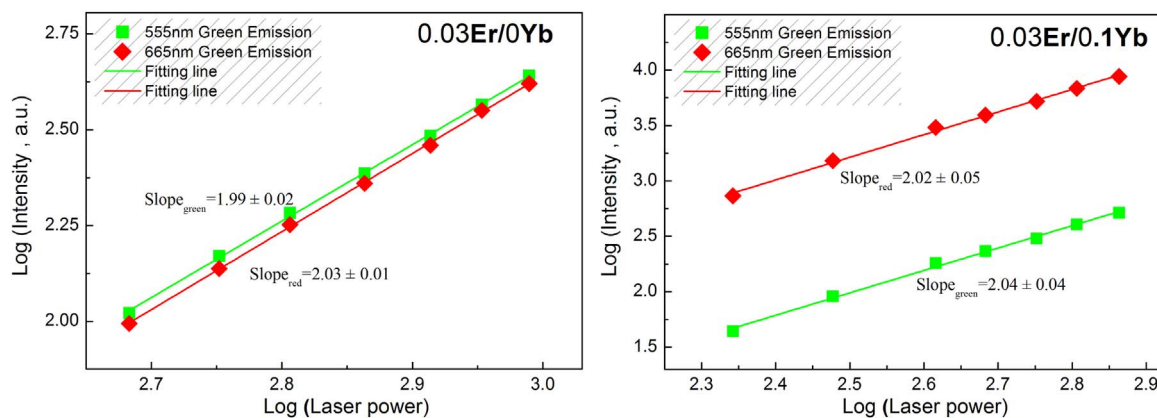 0.03Er/0Yb
555nm Green Emission
665nm Green Emission
Fitting line
Fitting line
Slopegreen=1.99 ± 0.02
Slopered=2.03 ± 0.01
2.75
2.50
2.25
2.00
Log (Intensity , a.u.)
2.7 2.8 2.9 3.0
Log (Laser power)
0.03Er/0.1Yb
555nm Green Emission
665nm Green Emission
Fitting line
Fitting line
Slopered=2.02 ± 0.05
Slopegreen=2.04 ± 0.04
4.0
3.5
3.0
2.5
2.0
1.5
Log (Intensity, a.u.)
2.3 2.4 2.5 2.6 2.7 2.8 2.9
Log (Laser power)